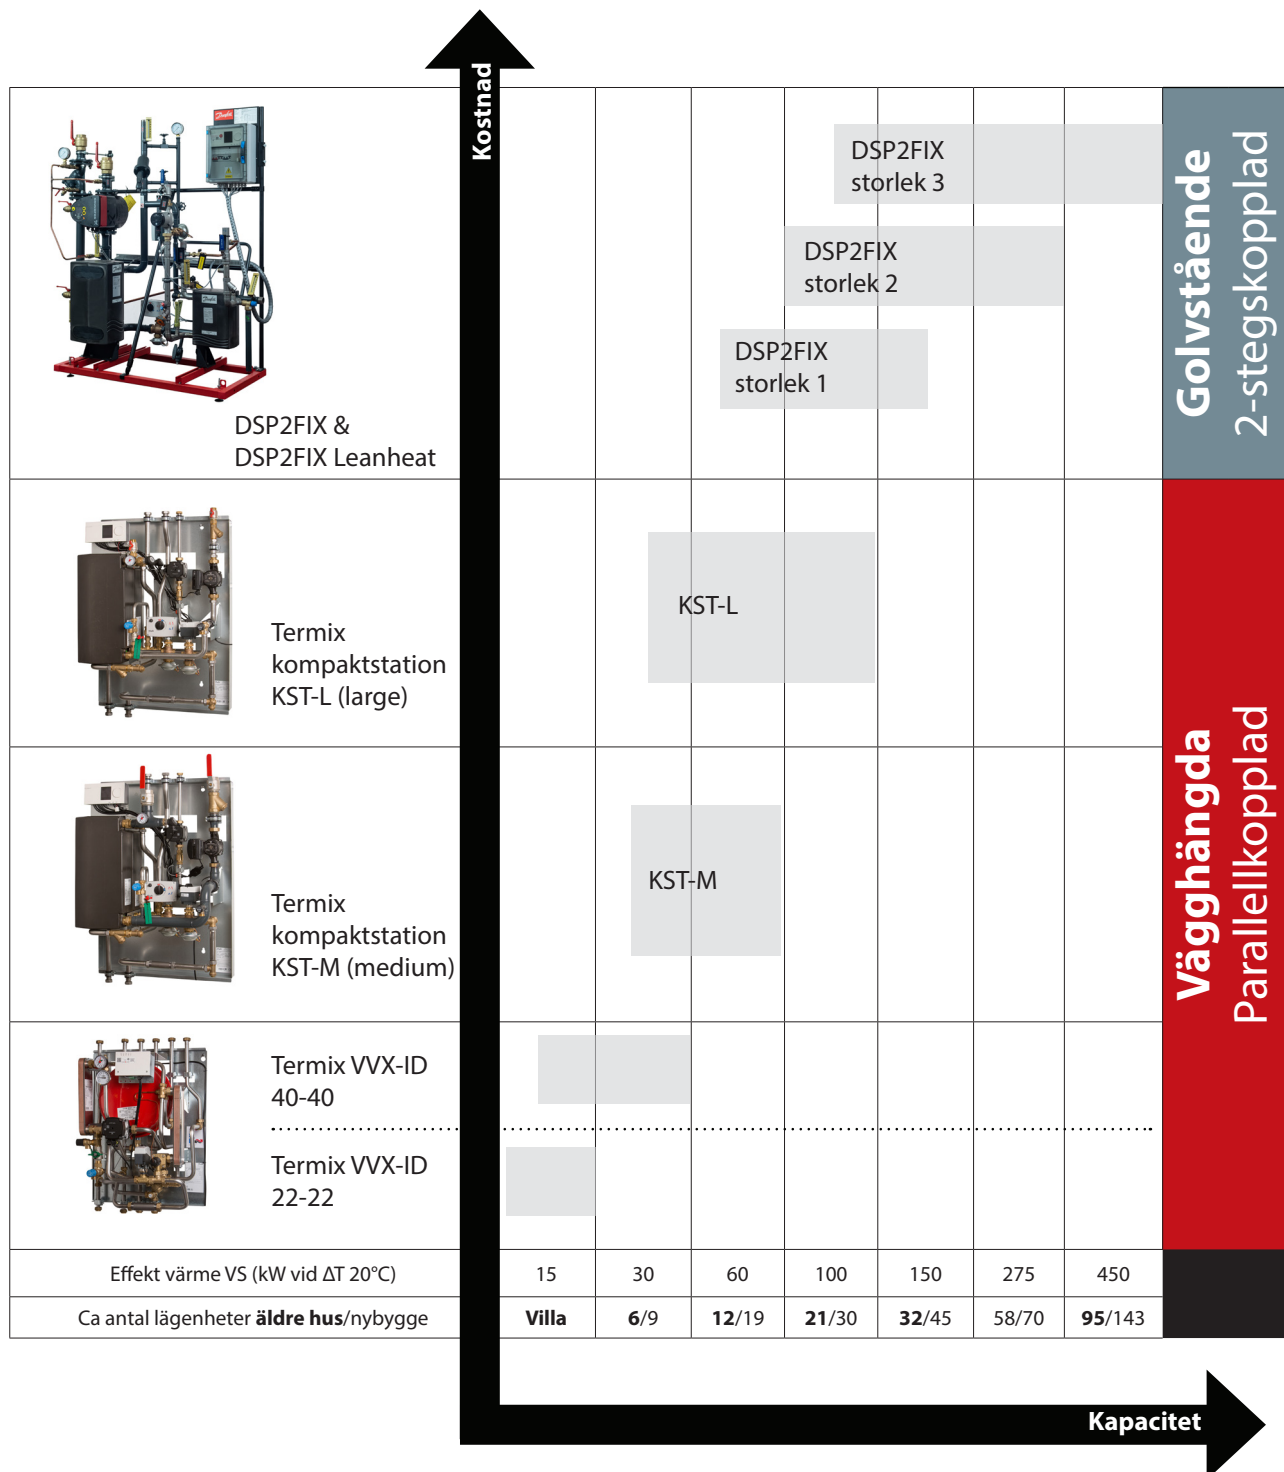 Kostnad
Danfoss
DSP2FIX
storlek 3
DSP2FIX
storlek 2
DSP2FIX
storlek 1
DSP2FIX &
DSP2FIX Leanheat
Golvstående
2-stegskopplad
Termix
kompaktstation
KST-L (large)
KST-L
Termix
kompaktstation
KST-M (medium)
KST-M
Vägghängda
Parallellkopplad
Termix VVX-ID
40-40
Termix VVX-ID
22-22
Effekt värme VS (kW vid ΔT 20°C) 15 30 60 100 150 275 450
Ca antal lägenheter äldre hus/nybygge Villa 6/9 12/19 21/30 32/45 58/70 95/143
Kapacitet